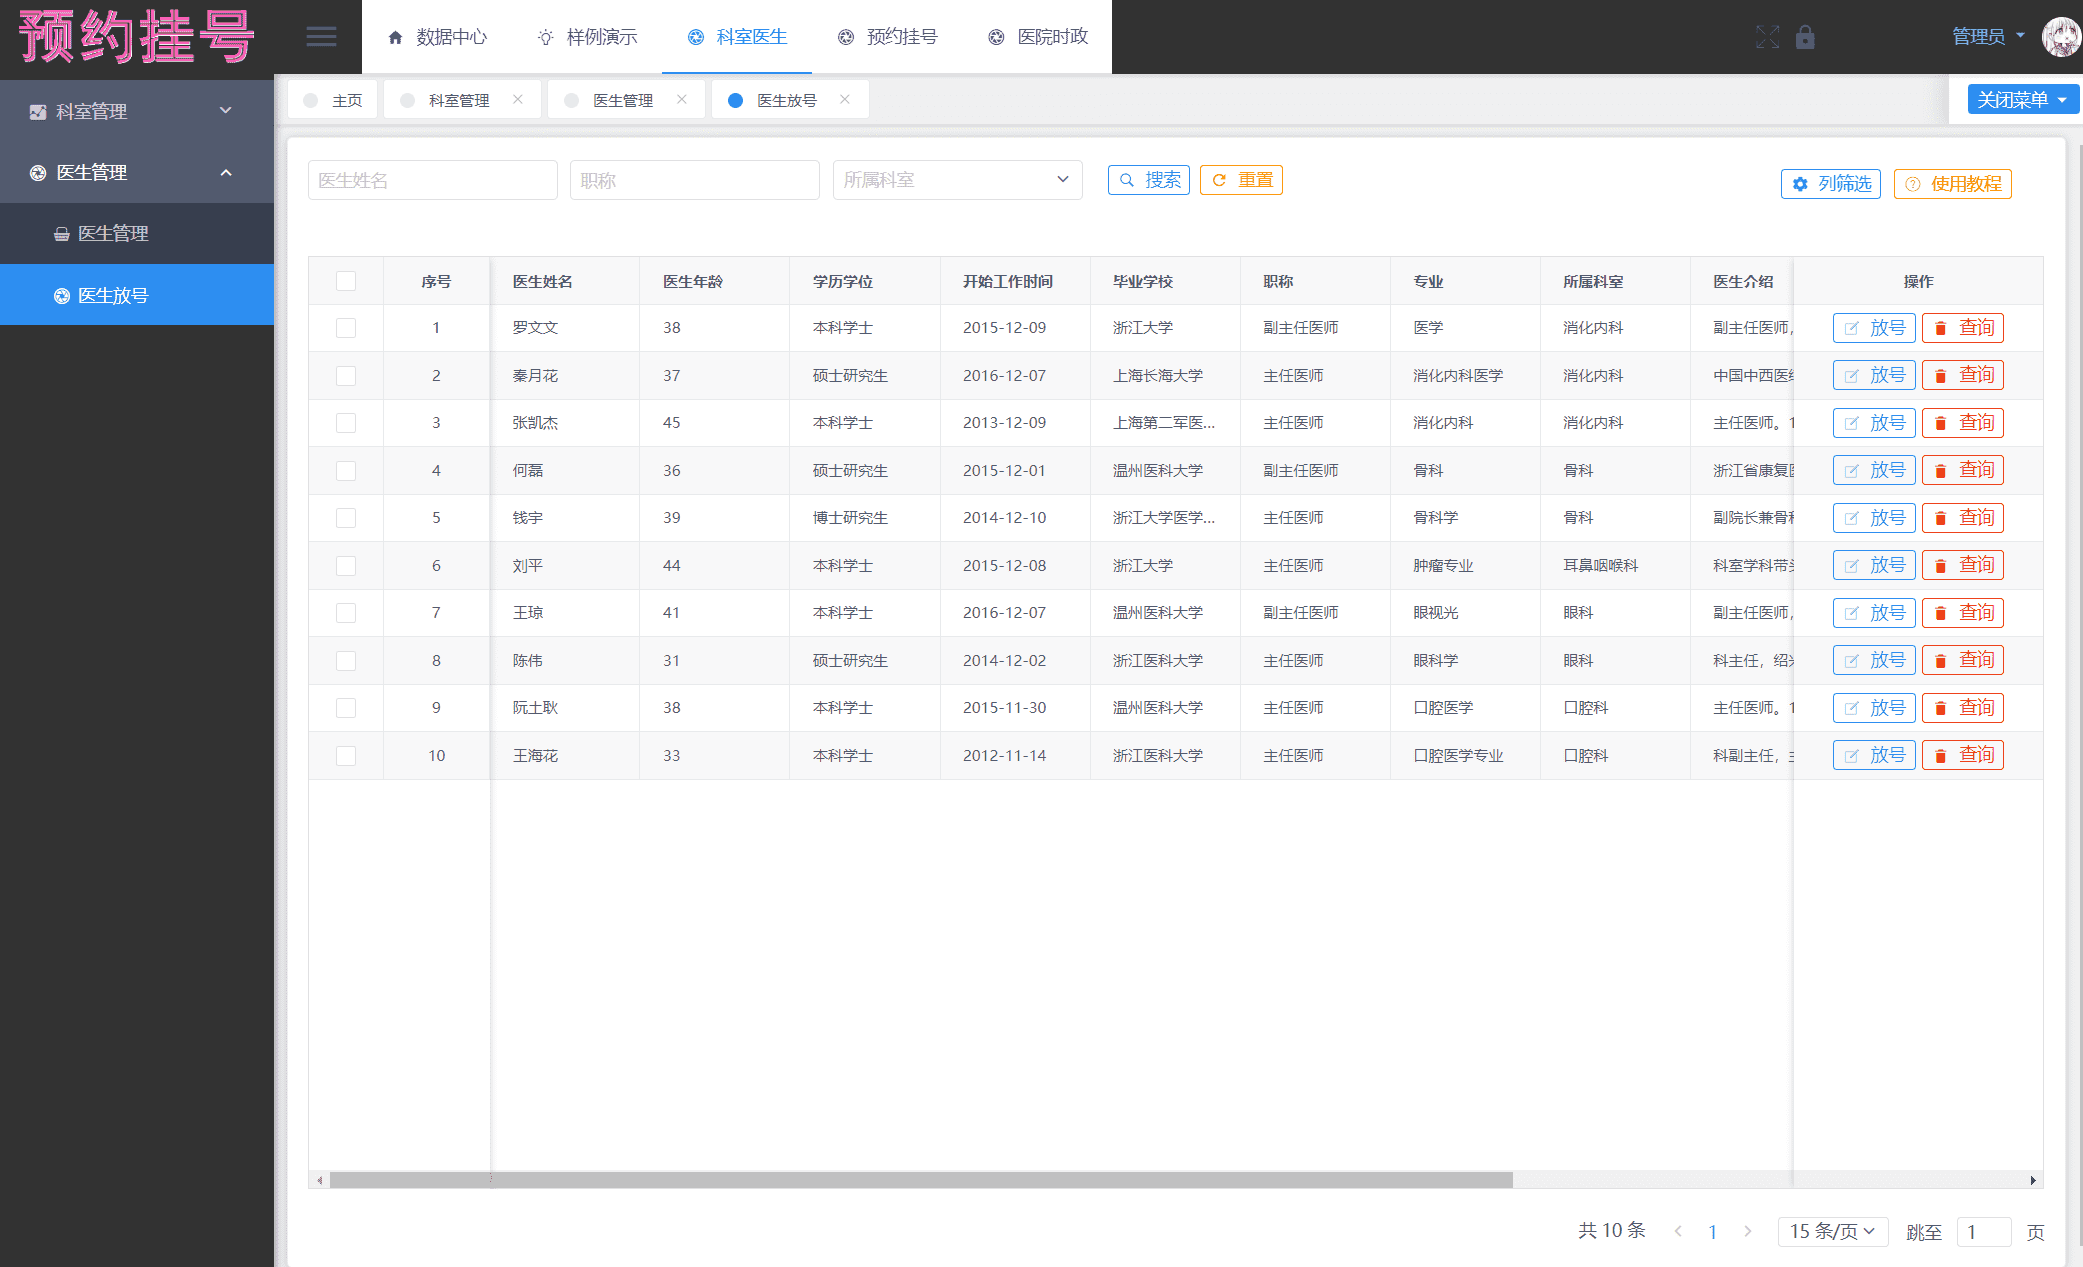 预约挂号
数据中心 样例演示 科室医生 预约挂号 医院时政 管理员
科室管理
医生管理
医生管理
医生放号
主页 科室管理 医生管理 医生放号 关闭菜单
医生姓名 职称 所属科室 搜索 重置 列筛选 使用教程
序号 医生姓名 医生年龄 学历学位 开始工作时间 毕业学校 职称 专业 所属科室 医生介绍 操作
1 罗文文 38 本科学士 2015-12-09 浙江大学 副主任医师 医学 消化内科 副主任医师, 放号 查询
2 秦月花 37 硕士研究生 2016-12-07 上海长海大学 主任医师 消化内科医学 消化内科 中国中西医 放号 查询
3 张凯杰 45 本科学士 2013-12-09 上海第二军医... 主任医师 消化内科 消化内科 主任医师。1 放号 查询
4 何磊 36 硕士研究生 2015-12-01 温州医科大学 副主任医师 骨科 骨科 浙江省康复 放号 查询
5 钱宇 39 博士研究生 2014-12-10 浙江大学医学... 主任医师 骨科学 骨科 副院长兼骨 放号 查询
6 刘平 44 本科学士 2015-12-08 浙江大学 主任医师 肿瘤专业 耳鼻咽喉科 科室学科带 放号 查询
7 王琼 41 本科学士 2016-12-07 温州医科大学 副主任医师 眼视光 眼科 副主任医师, 放号 查询
8 陈伟 31 硕士研究生 2014-12-02 浙江医科大学 主任医师 眼科学 眼科 科主任，绍 放号 查询
9 阮土耿 38 本科学士 2015-11-30 温州医科大学 主任医师 口腔医学 口腔科 主任医师。1 放号 查询
10 王海花 33 本科学士 2012-11-14 浙江医科大学 主任医师 口腔医学专业 口腔科 科副主任， 放号 查询
共 10 条 1 15 条/页 跳至 1 页